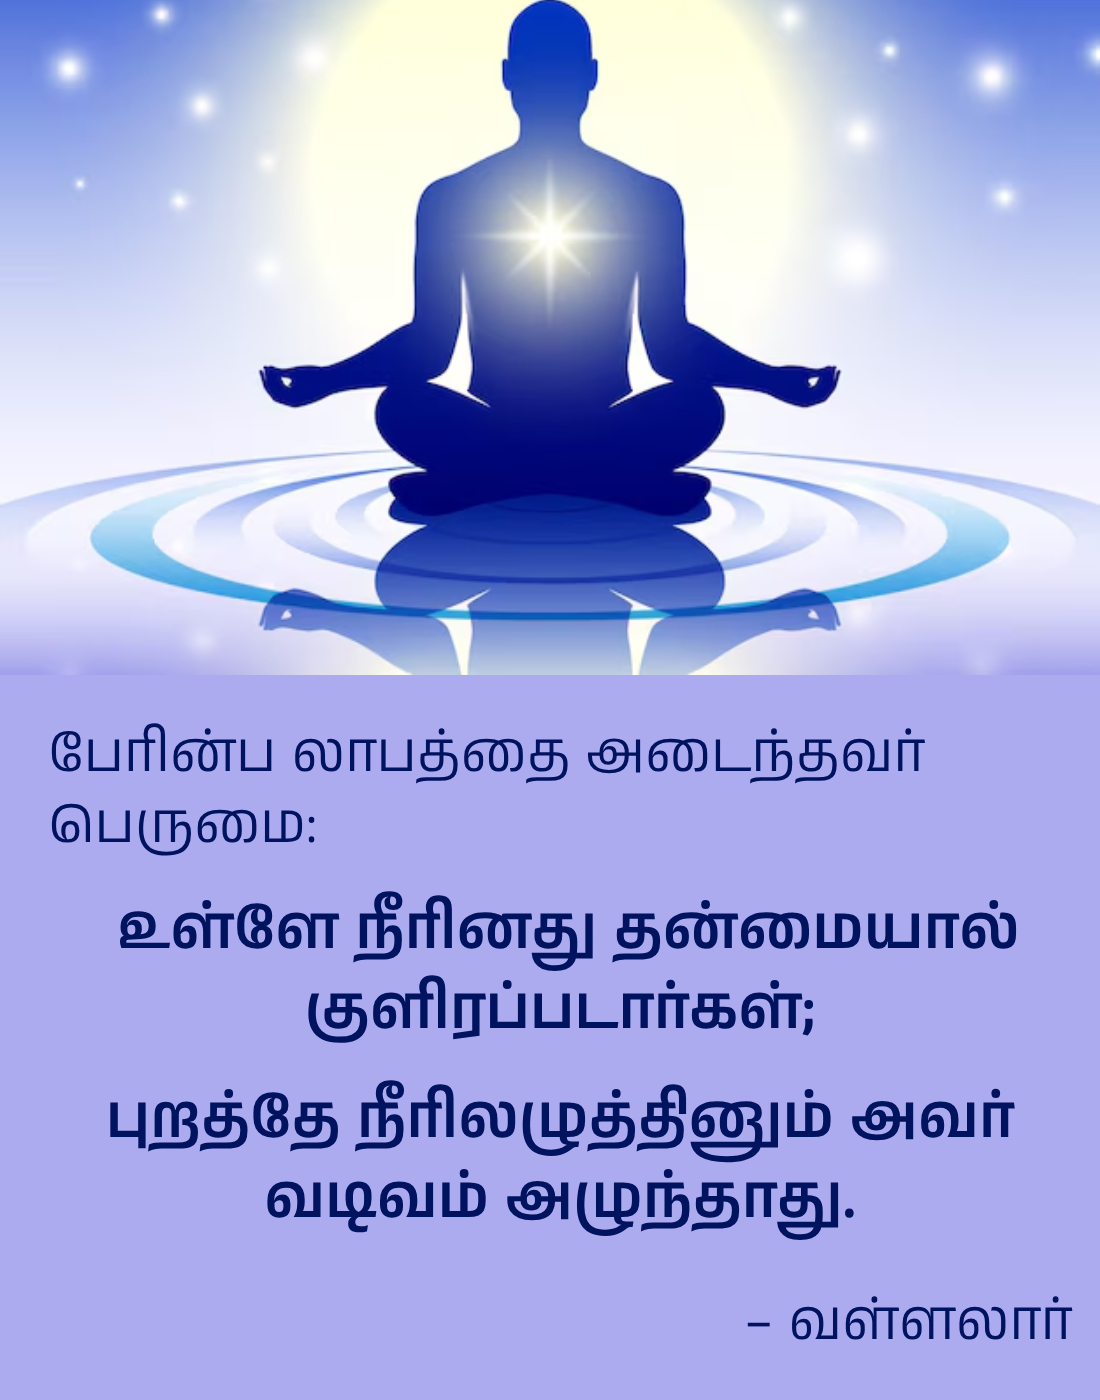 பேரின்ப லாபத்தை அடைந்தவர்
பெருமை:
உள்ளே நீரினது தன்மையால்
குளிரப்படார்கள்;
புறத்தே நீரிலழுத்தினும் அவர்
வடிவம் அழுந்தாது.
– வள்ளலார்